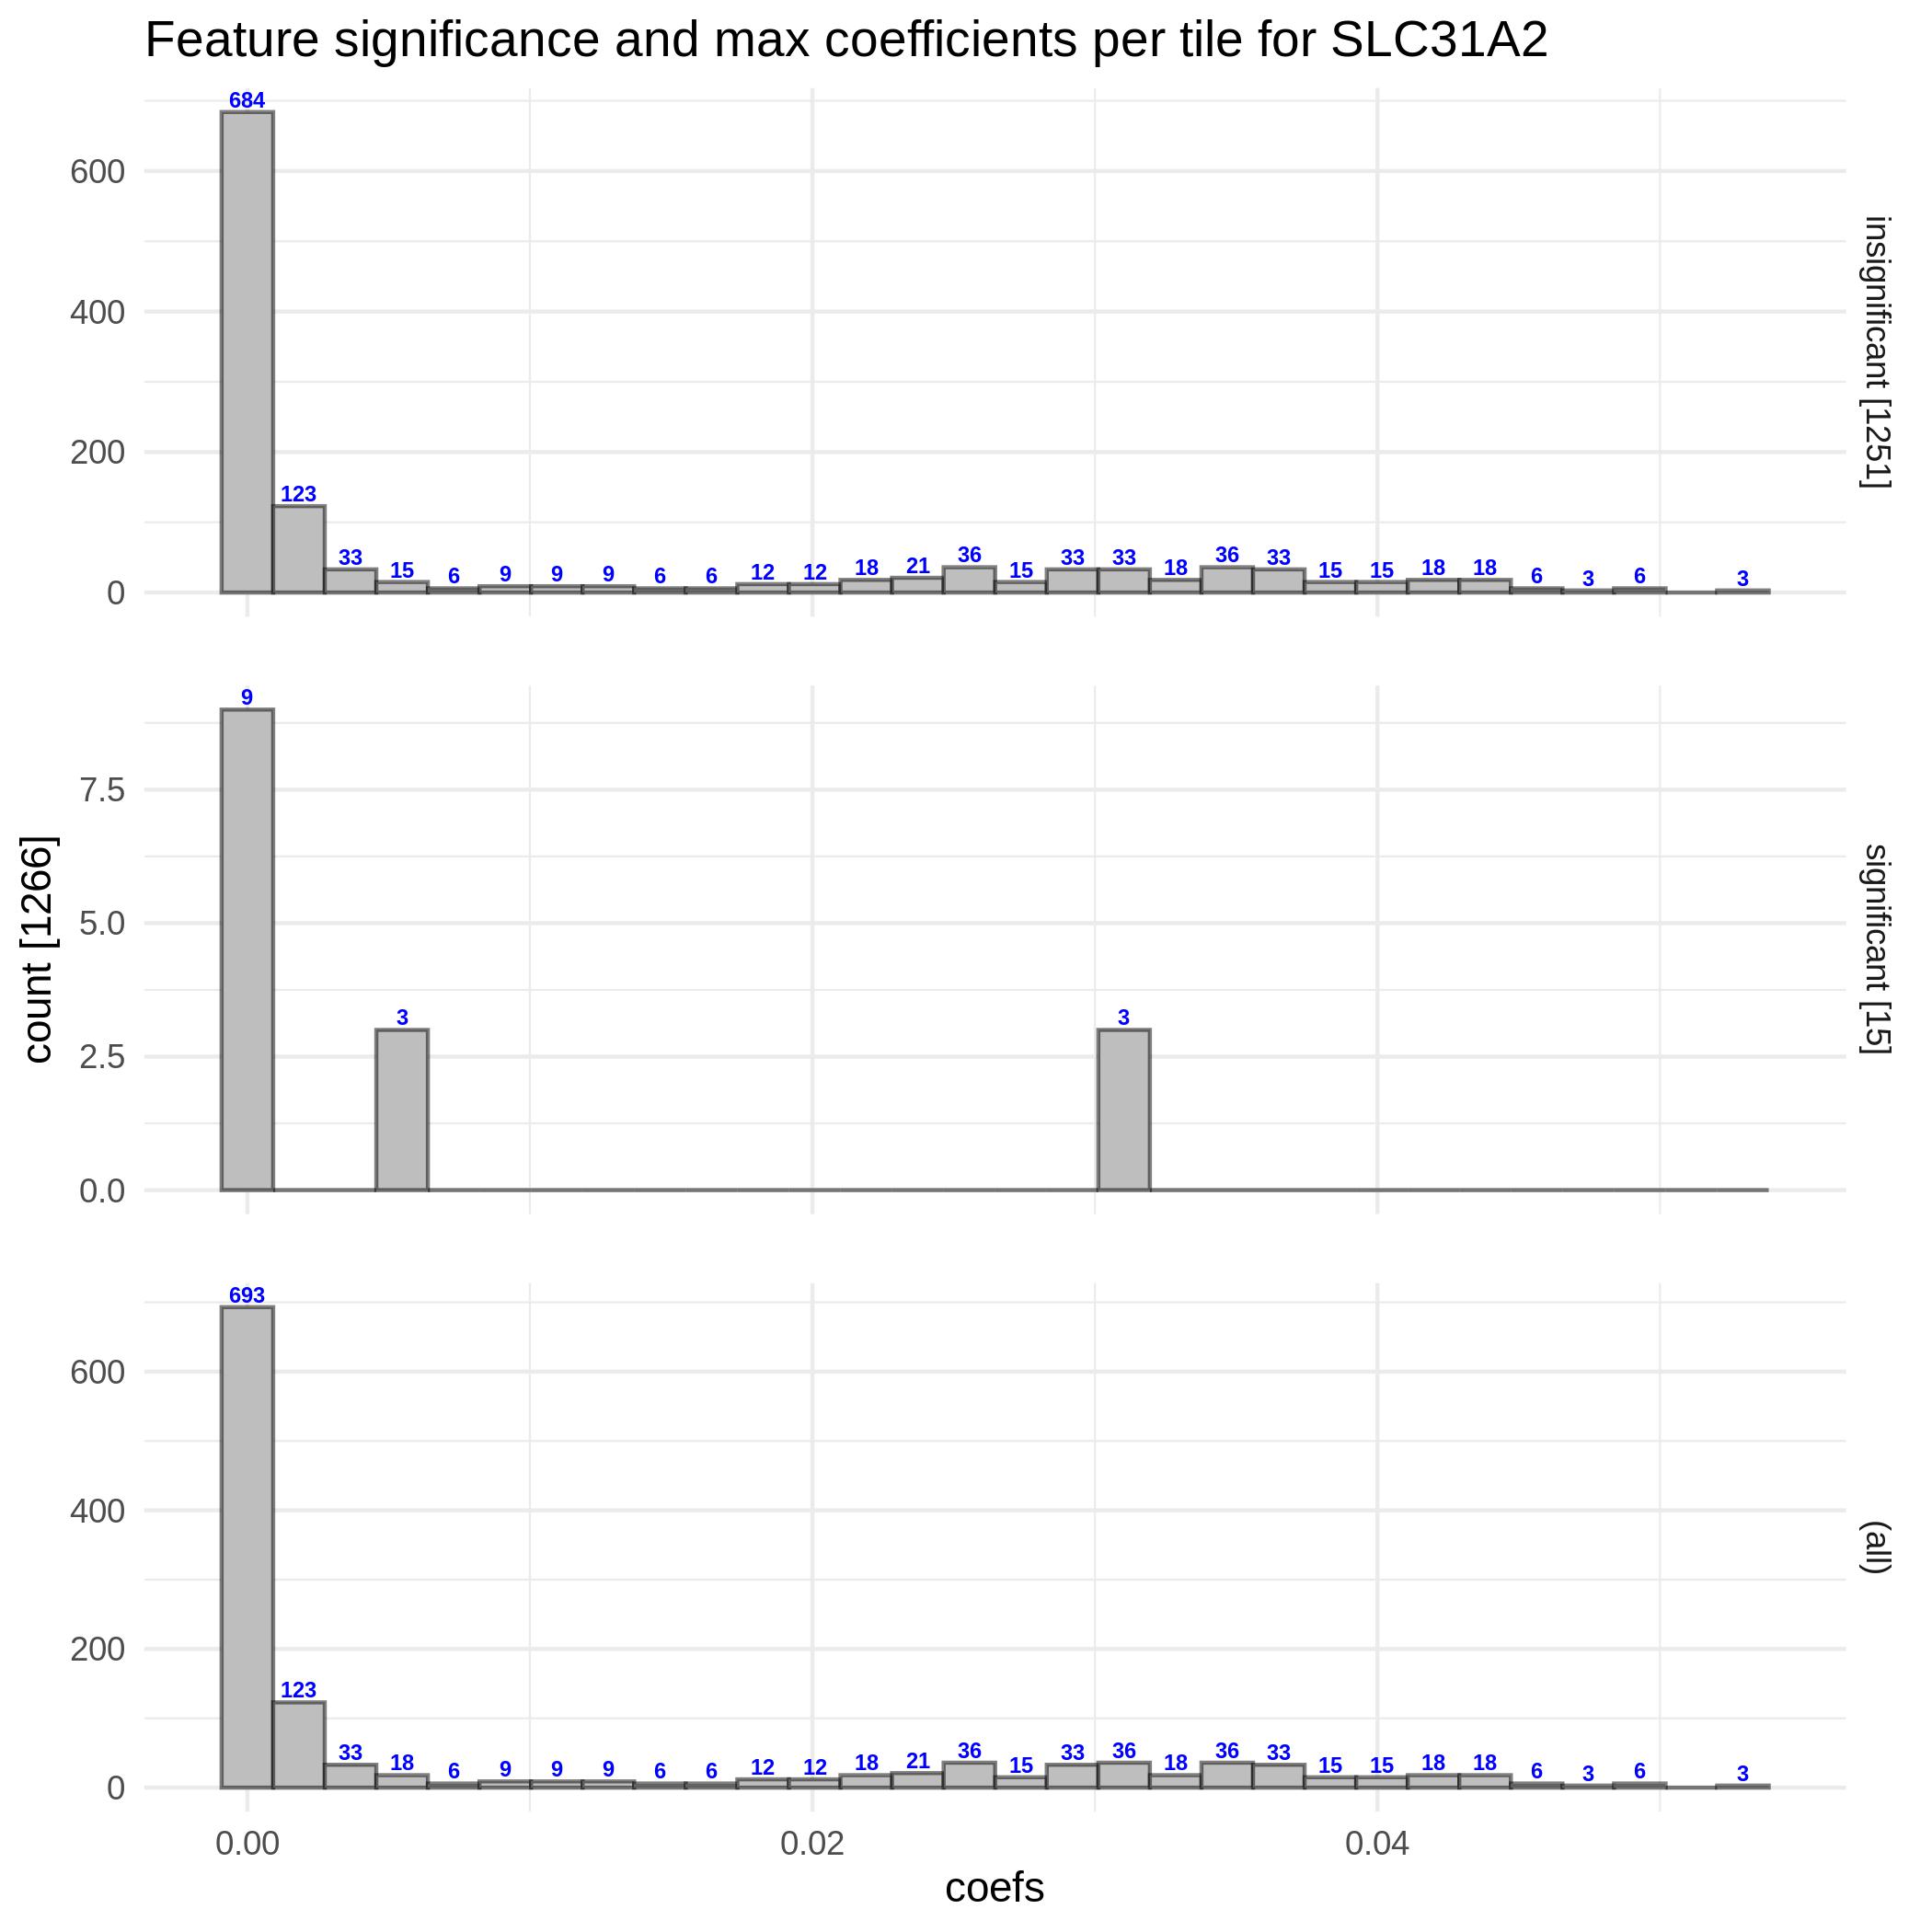 Feature significance and max coefficients per tile for SLC31A2
684
600
400
200
0
123 33 15 6 9 9 9 6 6 12 12 18 21 36 15 33 33 18 36 33 15 15 18 18 6 3 6 3
insignificant [1251]
count [1266]
9
7.5
5.0
2.5
0.0
3 3
significant [15]
693
600
400
200
0
123 33 18 6 9 9 9 6 6 12 12 18 21 36 15 33 36 18 36 33 15 15 18 18 6 3 6 3
(all)
0.00 0.02 0.04
coefs